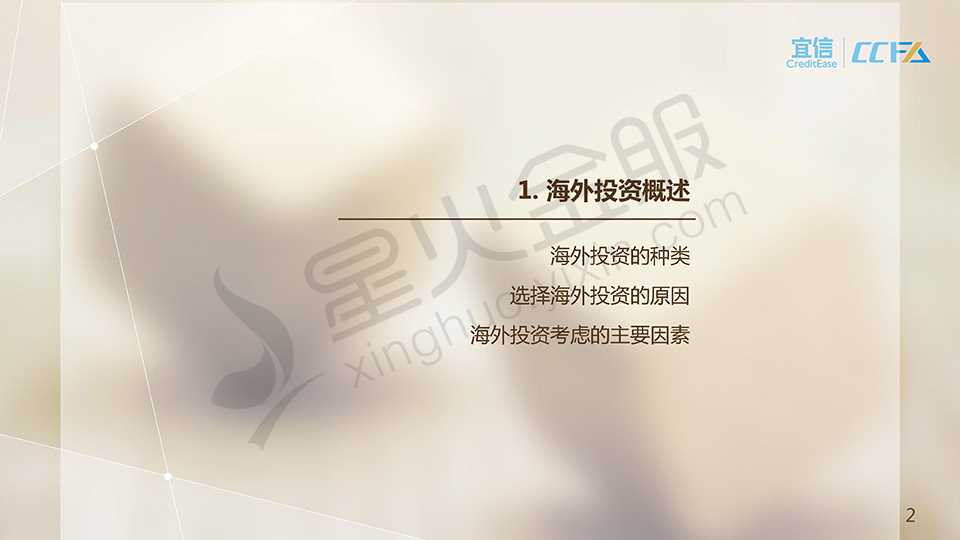 宜信
CreditEase
CCFA
星火金服
xinghuo.yixin.com
1. 海外投资概述
海外投资的种类
选择海外投资的原因
海外投资考虑的主要因素
2